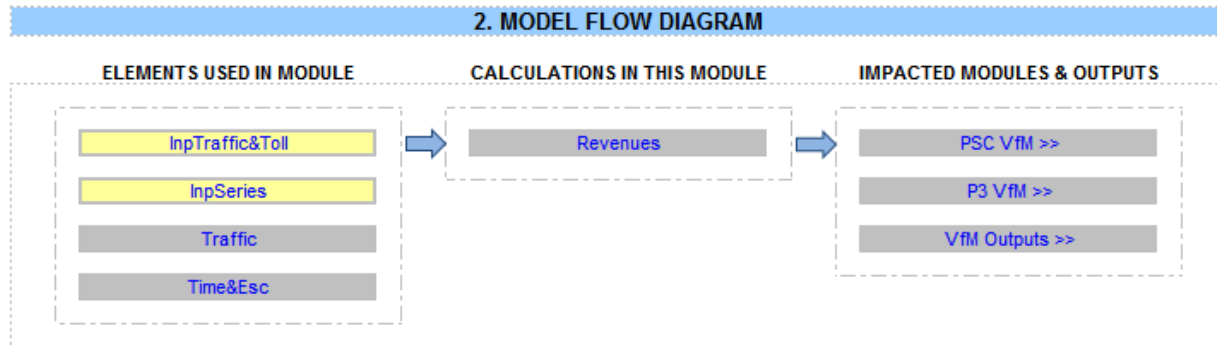 2. MODEL FLOW DIAGRAM
ELEMENTS USED IN MODULE
CALCULATIONS IN THIS MODULE
IMPACTED MODULES & OUTPUTS
InpTraffic&Toll
InpSeries
Traffic
Time&Esc
Revenues
PSC VfM >>
P3 VfM >>
VfM Outputs >>